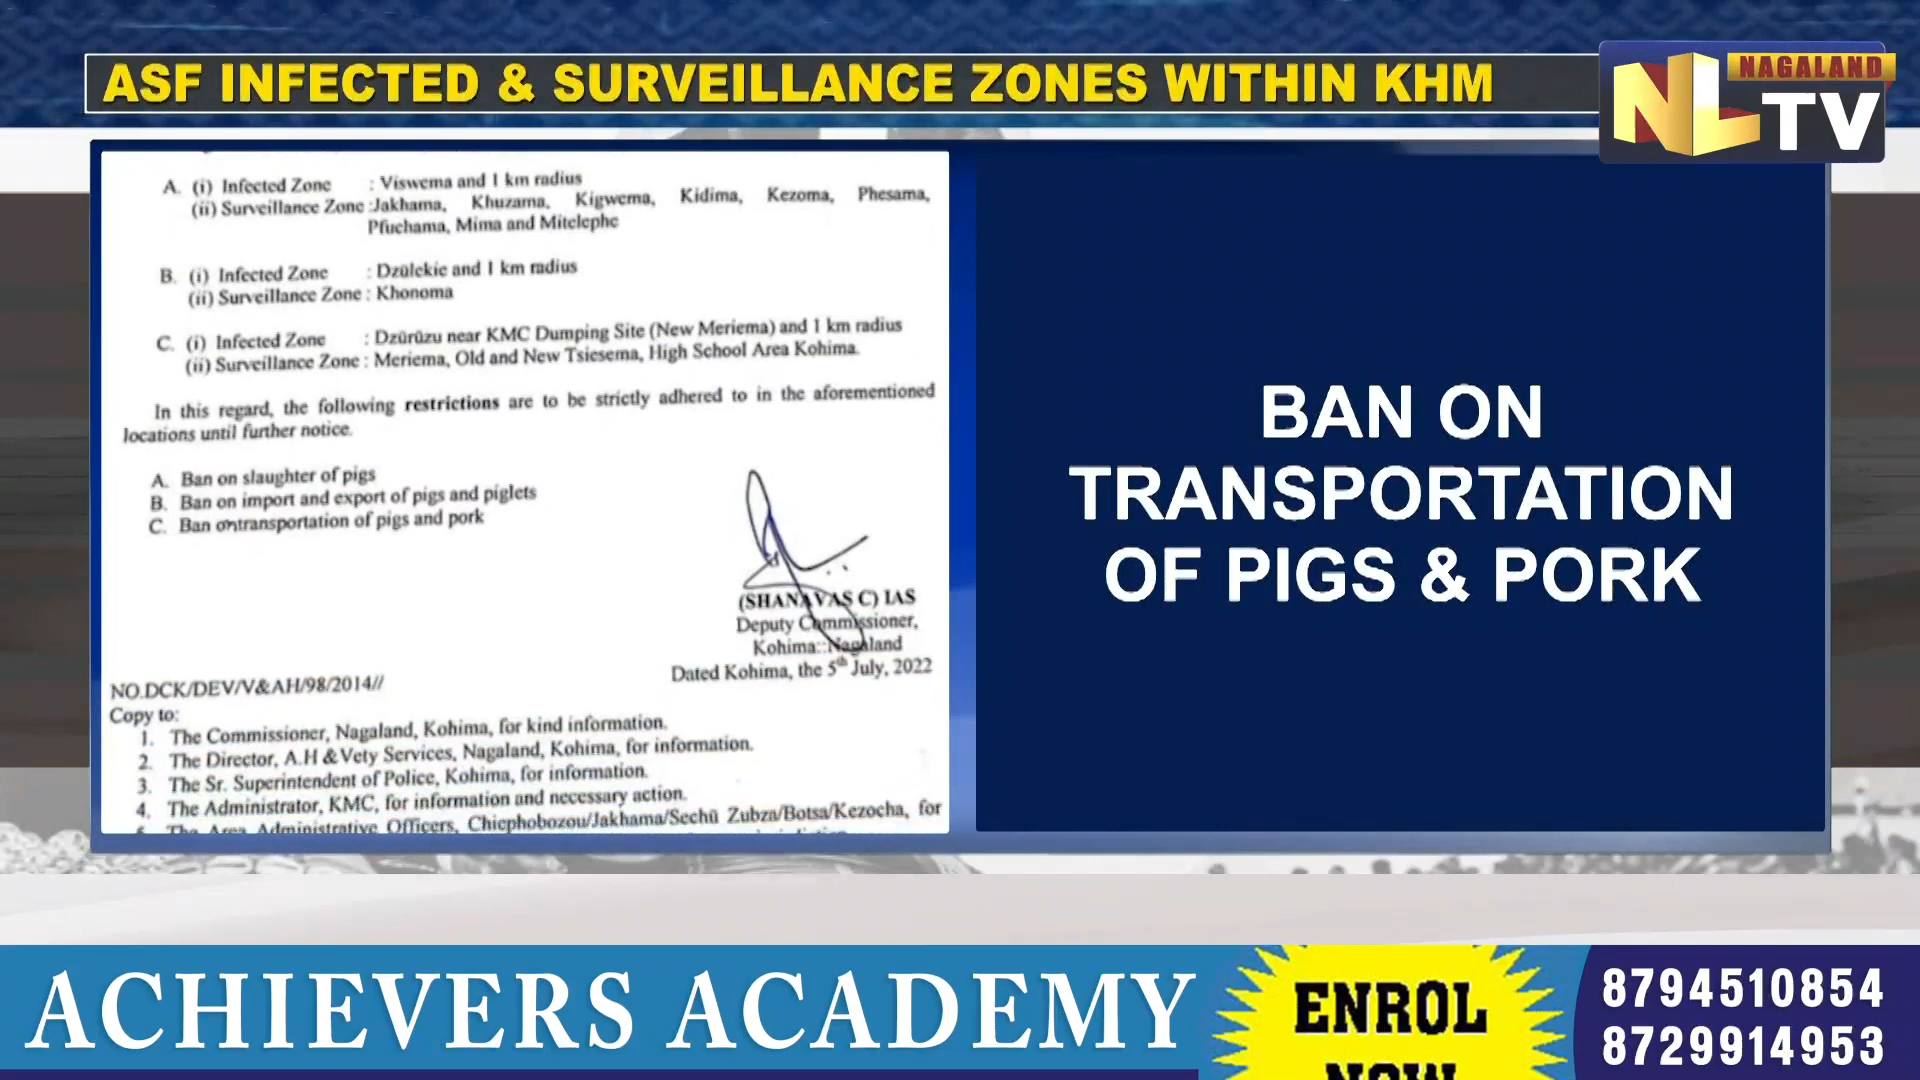 ASF INFECTED & SURVEILLANCE ZONES WITHIN KHM
NAGALAND
NL TV
A. (i) Infected Zone : Viswema and 1 km radius
(ii) Surveillance Zone :Jakhama, Khuzama, Kigwema, Kidima, Kezoma, Phesama,
Pfuchama, Mima and Mitelephe
B. (i) Infected Zone : Dzülekie and 1 km radius
(ii) Surveillance Zone : Khonoma
C. (i) Infected Zone : Dzürüzu near KMC Dumping Site (New Meriema) and 1 km radius
(ii) Surveillance Zone : Meriema, Old and New Tsiesema, High School Area Kohima.
In this regard, the following restrictions are to be strictly adhered to in the aforementioned
locations until further notice.
A. Ban on slaughter of pigs
B. Ban on import and export of pigs and piglets
C. Ban ontransportation of pigs and pork
(SHANAVAS C) IAS
Deputy Commissioner,
Kohima::Nagaland
Dated Kohima, the 5th July, 2022
NO.DCK/DEV/V&AH/98/2014//
Copy to:
1. The Commissioner, Nagaland, Kohima, for kind information.
2. The Director, A.H & Vety Services, Nagaland, Kohima, for information.
3. The Sr. Superintendent of Police, Kohima, for information.
4. The Administrator, KMC, for information and necessary action.
The Area Administrative Officers, Chiephobozou/Jakhama/Sechü Zubza/Botsa/Kezocha, for
BAN ON
TRANSPORTATION
OF PIGS & PORK
ACHIEVERS ACADEMY
ENROL
NOW
8794510854
8729914953